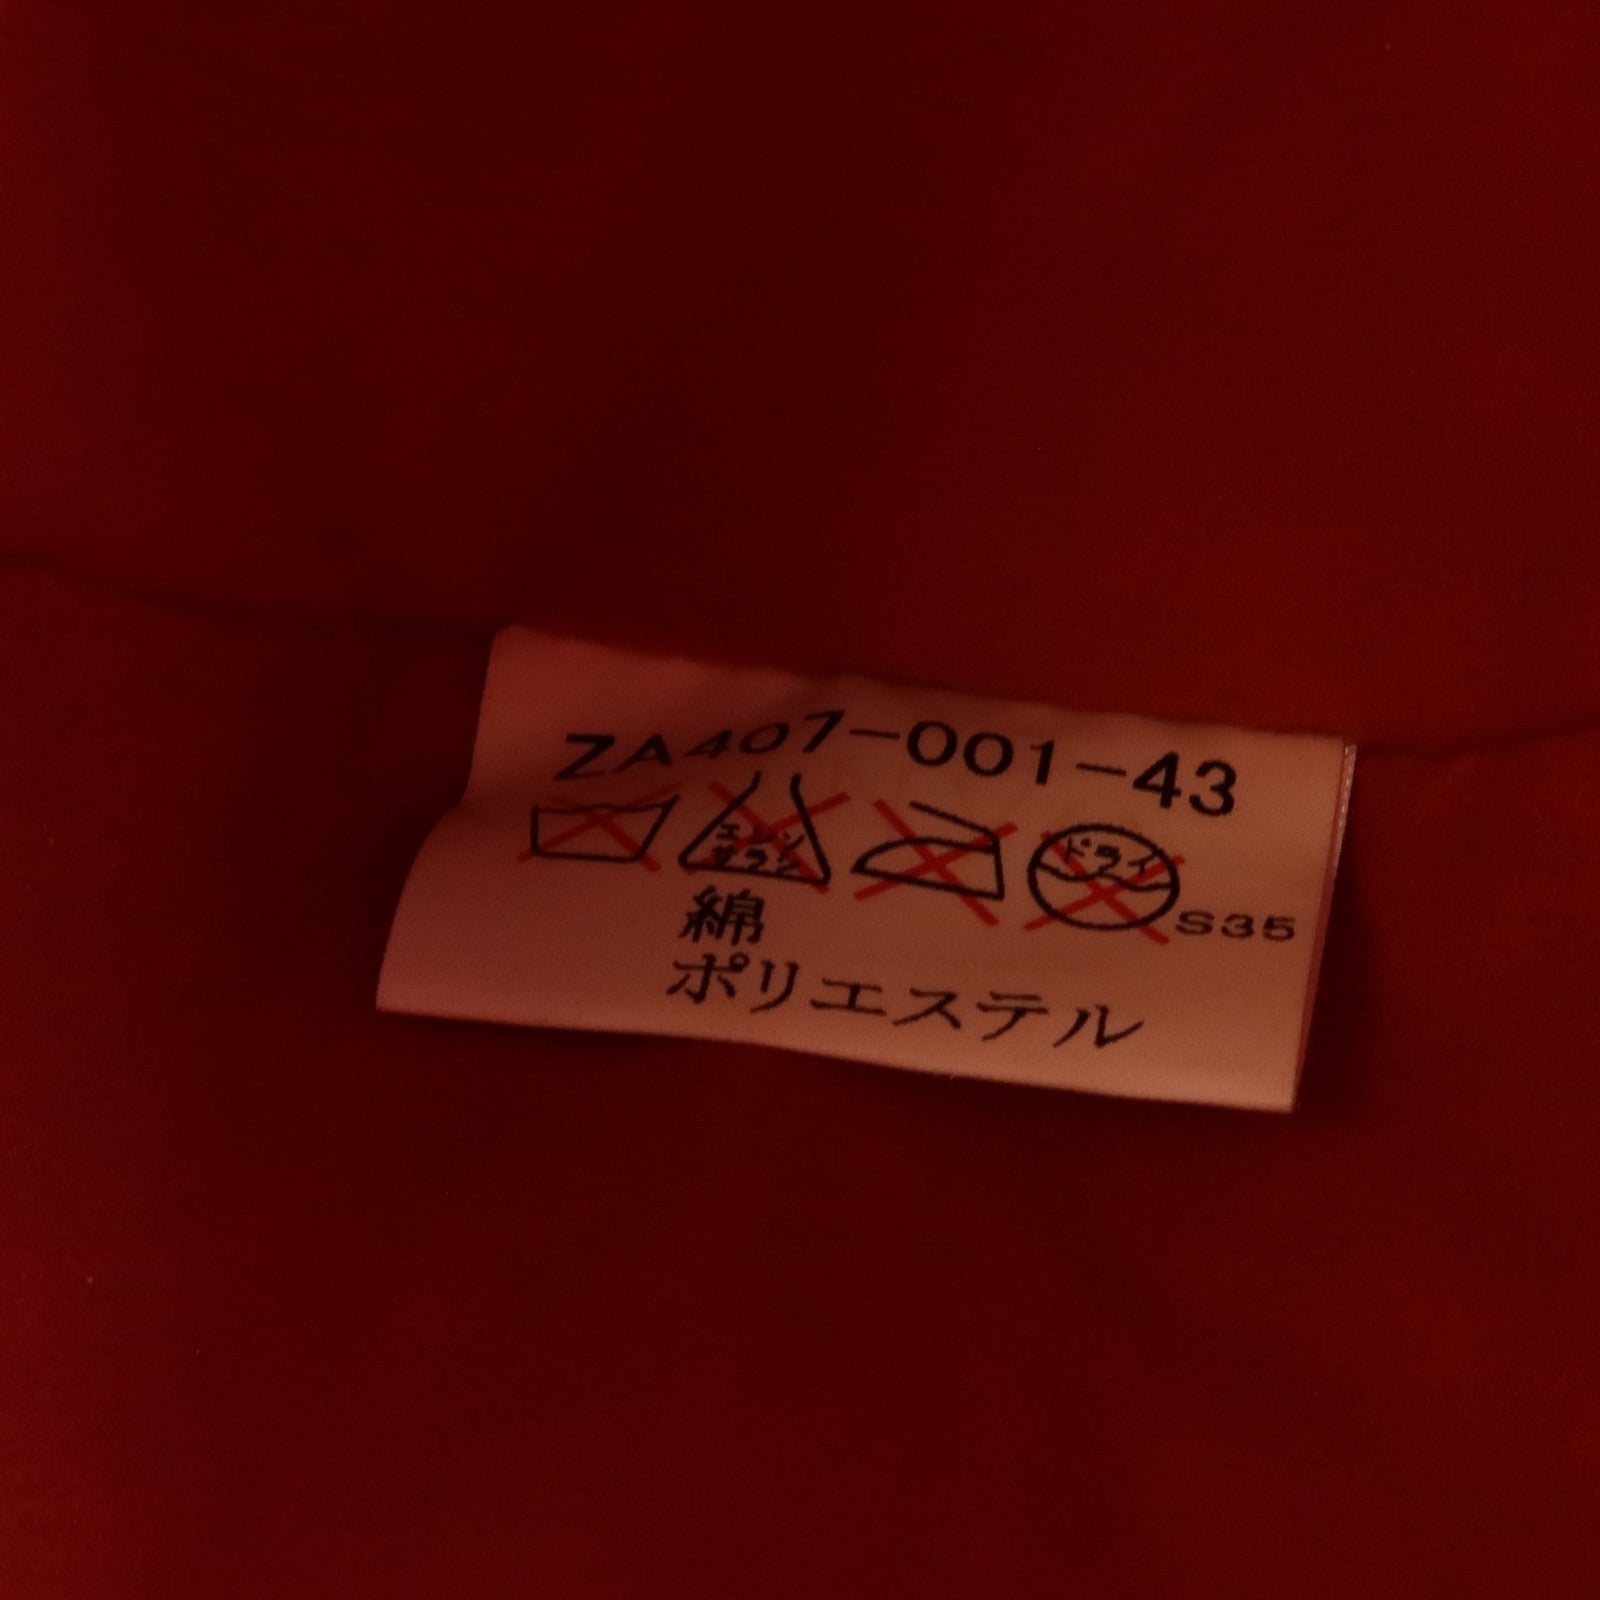 ZA407-001-43
エンソ
サラシ
ドライ
S35
綿
ポリエステル